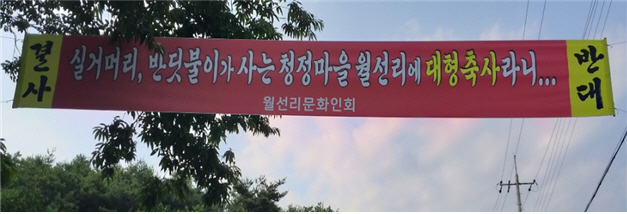 결사
실거머리, 반딧불이가 사는 청정마을 월선리에 대형축사라니...
월선리문화인회
반대